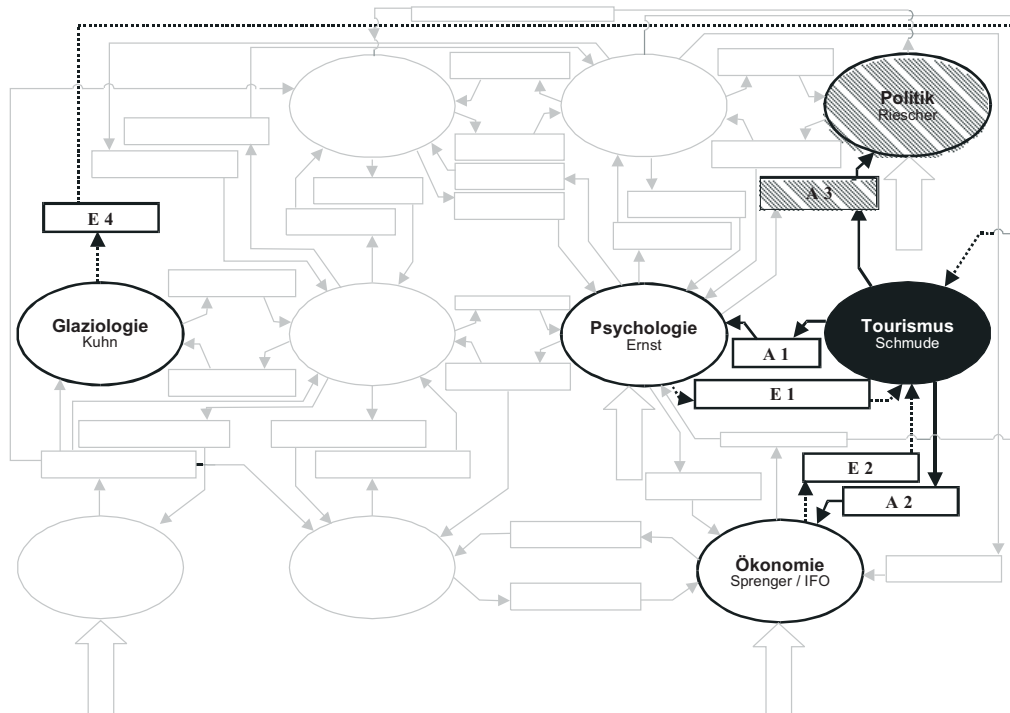 Politik
Riescher
A 3
E 4
Glaziologie
Kuhn
Psychologie
Ernst
Tourismus
Schmude
A 1
E 1
E 2
A 2
Ökonomie
Sprenger / IFO